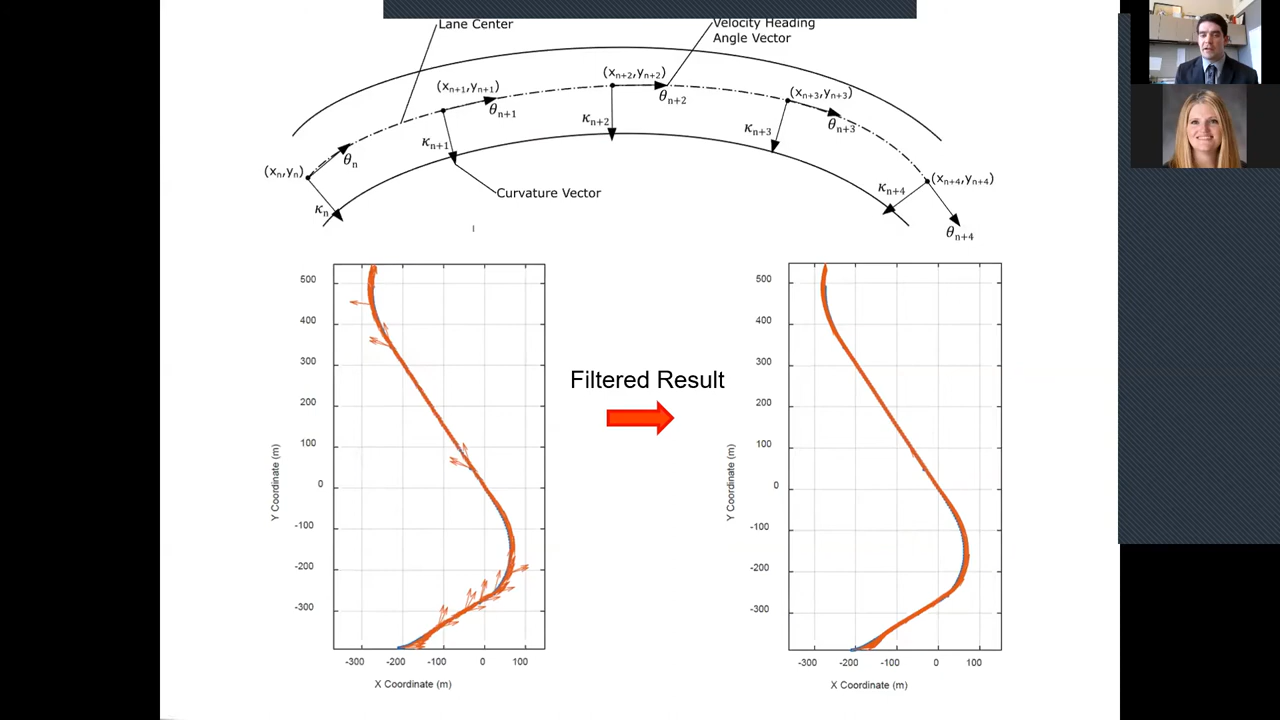 Lane Center
Velocity Heading
Angle Vector
(xn,yn)
θn
κn
(xn+1,yn+1)
θn+1
κn+1
Curvature Vector
(xn+2,yn+2)
θn+2
κn+2
(xn+3,yn+3)
θn+3
κn+3
(xn+4,yn+4)
θn+4
κn+4
500
400
300
200
100
0
-100
-200
-300
Y Coordinate (m)
-300 -200 -100 0 100
X Coordinate (m)
Filtered Result
500
400
300
200
100
0
-100
-200
-300
Y Coordinate (m)
-300 -200 -100 0 100
X Coordinate (m)